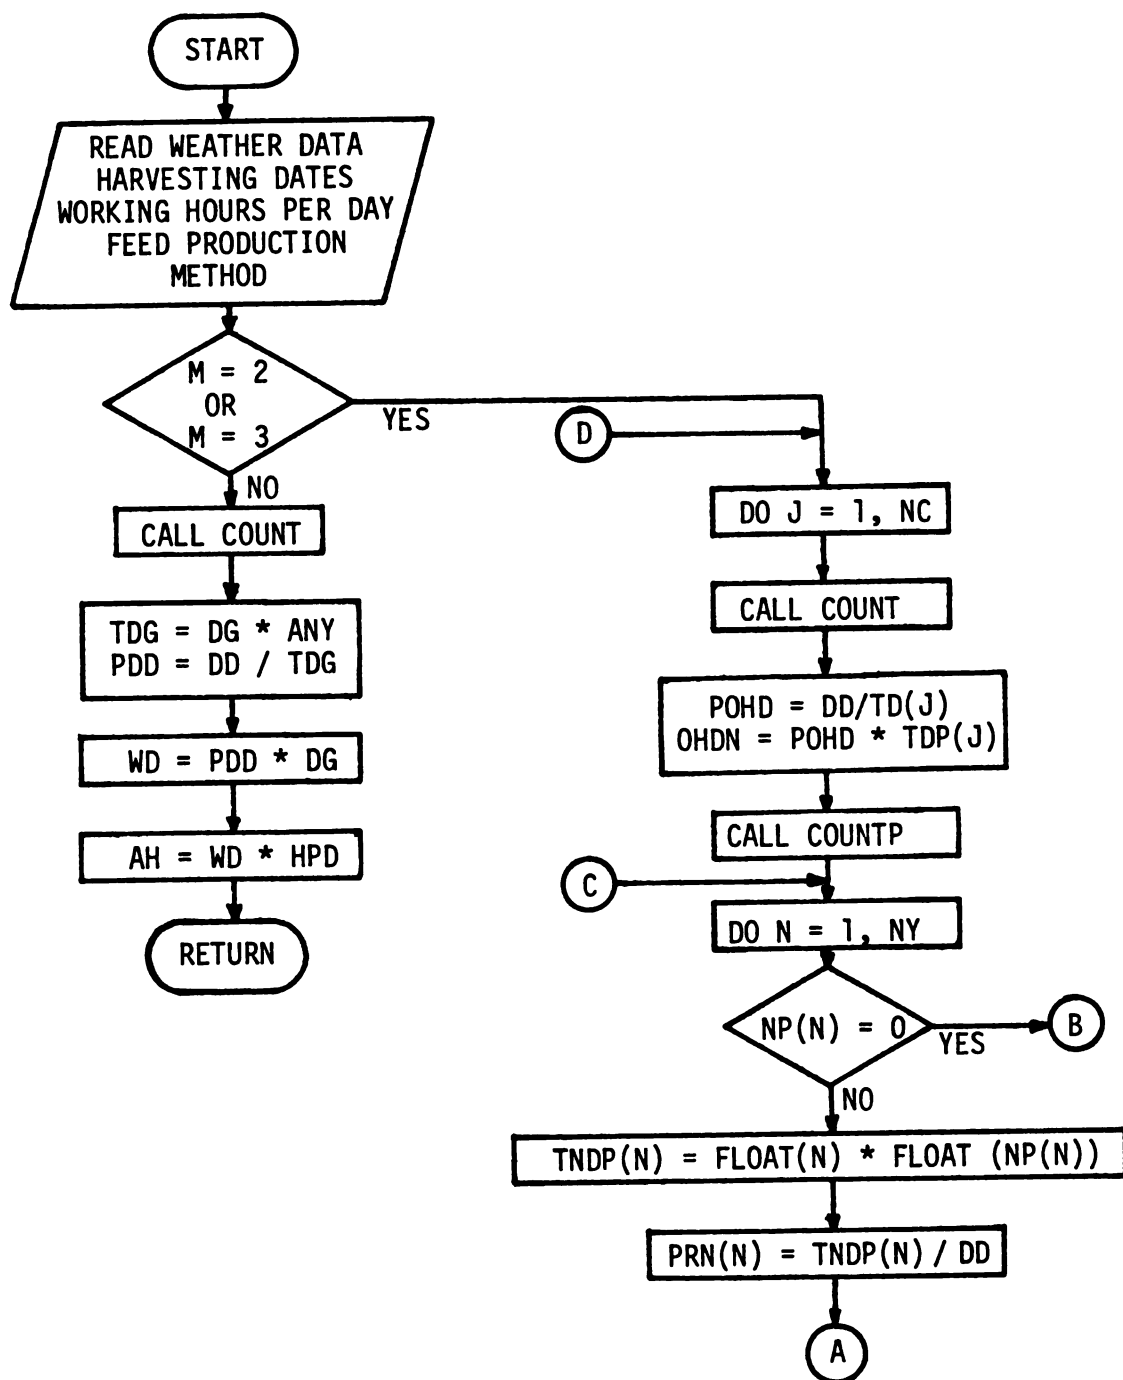 START
READ WEATHER DATA
HARVESTING DATES
WORKING HOURS PER DAY
FEED PRODUCTION
METHOD
M = 2
OR
M = 3
YES
NO
CALL COUNT
TDG = DG * ANY
PDD = DD / TDG
WD = PDD * DG
AH = WD * HPD
RETURN
D
DO J = 1, NC
CALL COUNT
POHD = DD/TD(J)
OHDN = POHD * TDP(J)
CALL COUNTP
C
DO N = 1, NY
NP(N) = 0
YES
B
NO
TNDP(N) = FLOAT(N) * FLOAT (NP(N))
PRN(N) = TNDP(N) / DD
A